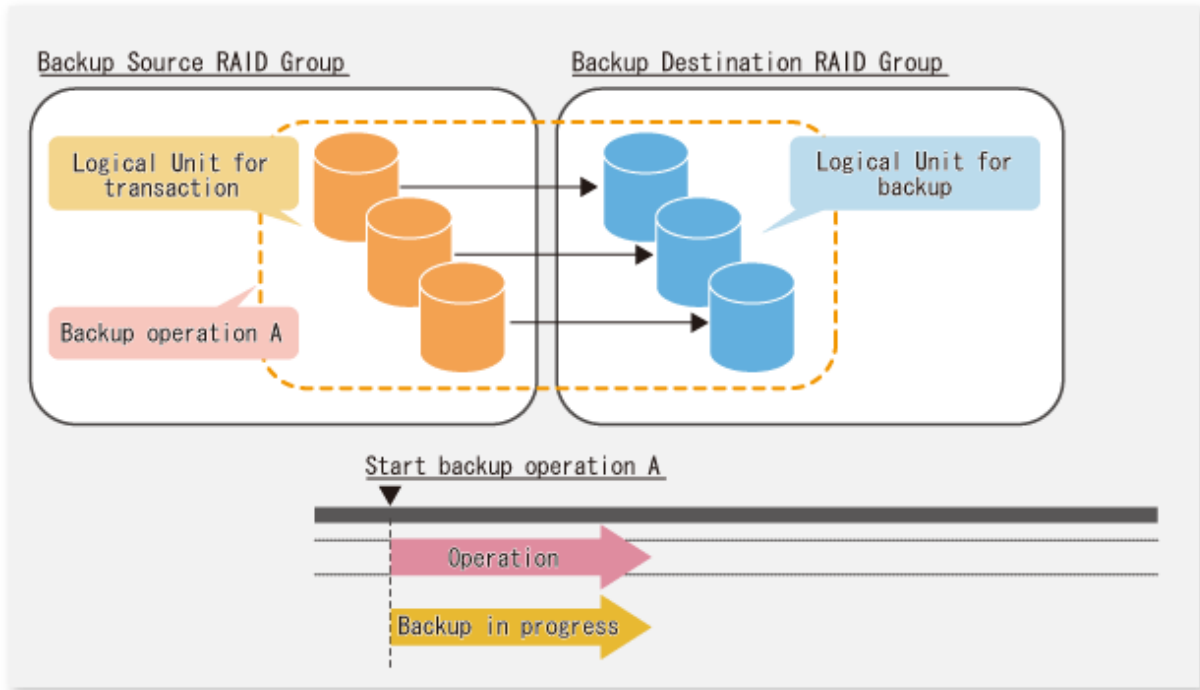 Backup Source RAID Group
Backup Destination RAID Group
Logical Unit for
transaction
Logical Unit for
backup
Backup operation A
Start backup operation A
Operation
Backup in progress